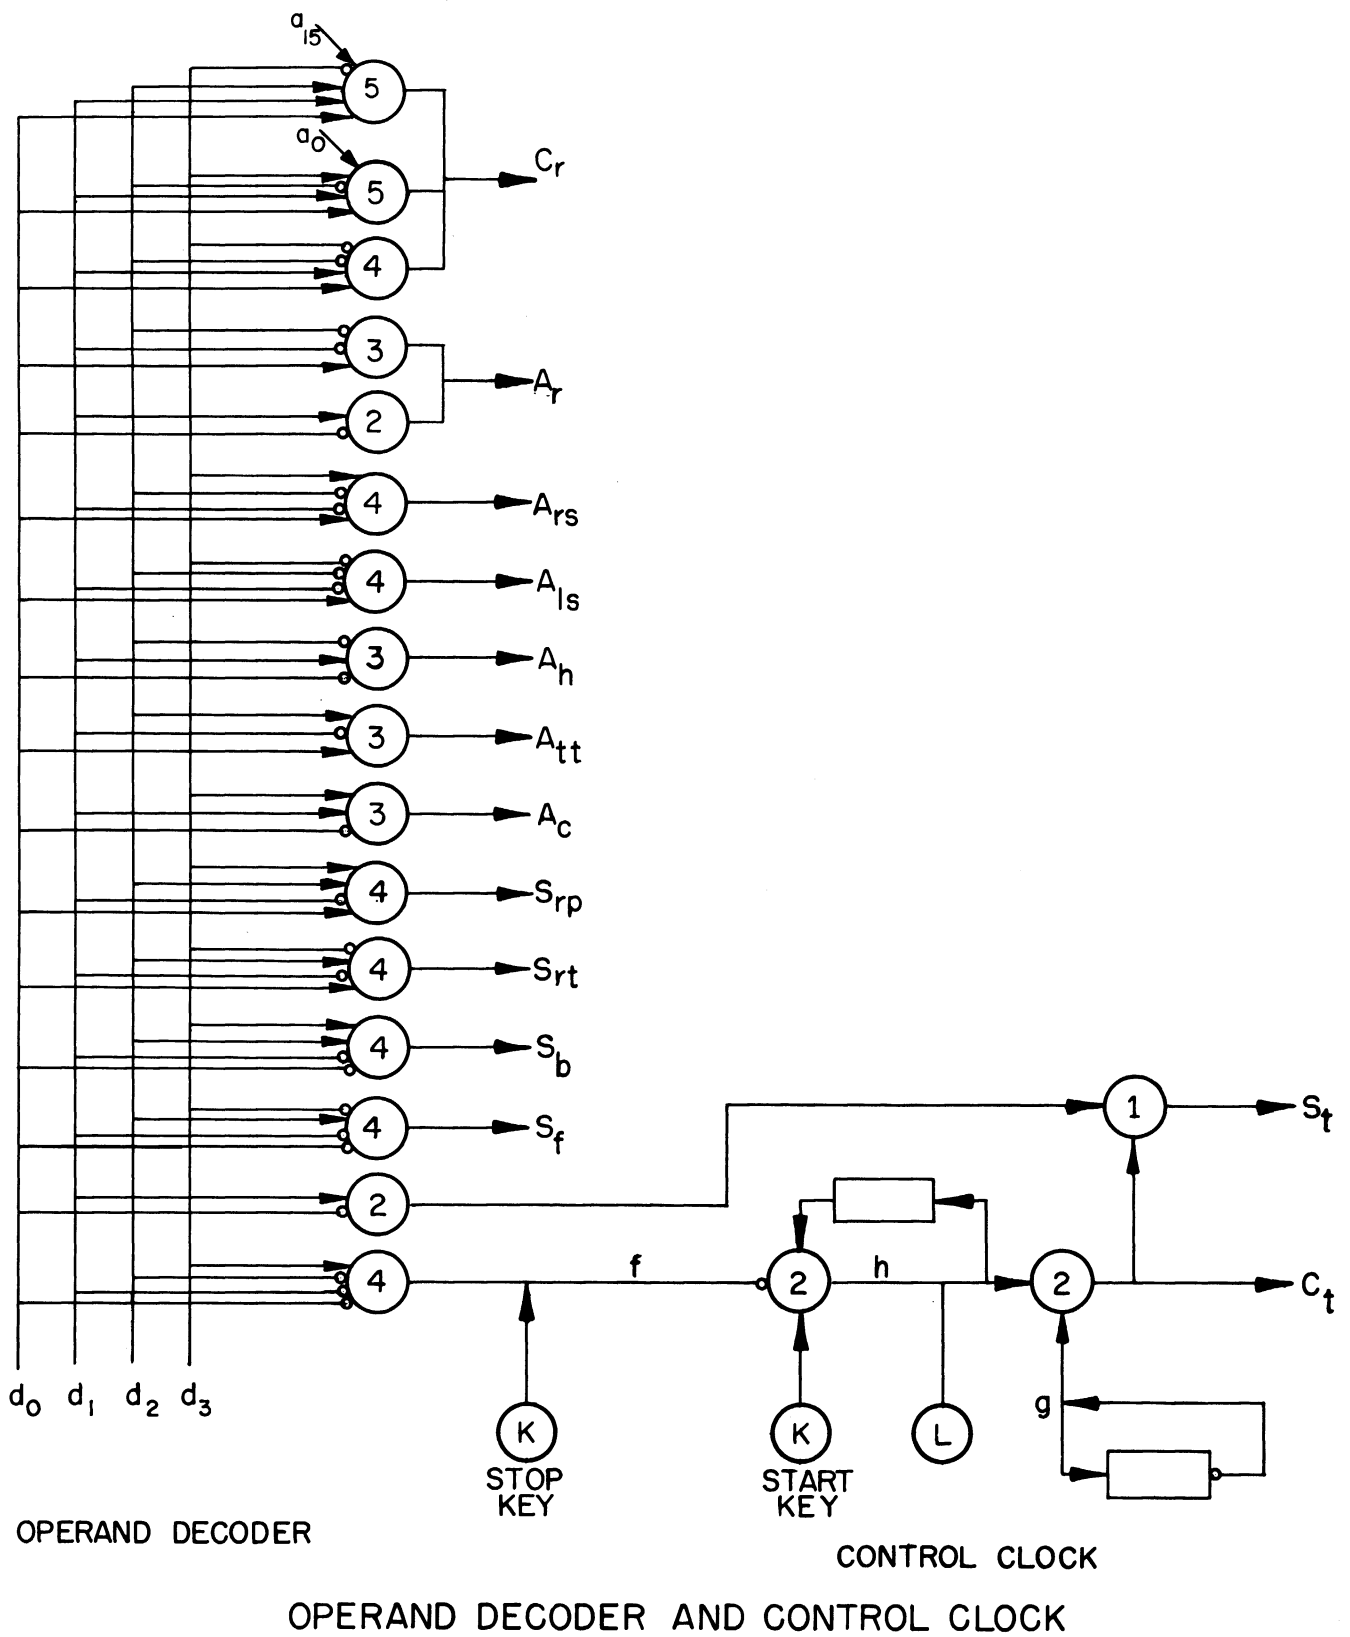 a15
5
a0
5
Cr
4
3
Ar
2
4
Ars
4
Als
3
Ah
3
Att
3
Ac
4
Srp
4
Srt
4
Sb
4
Sf
1
St
2
4
f
2
h
2
Ct
d0 d1 d2 d3
g
K
K
L
STOP
KEY
START
KEY
OPERAND DECODER
CONTROL CLOCK
OPERAND DECODER AND CONTROL CLOCK